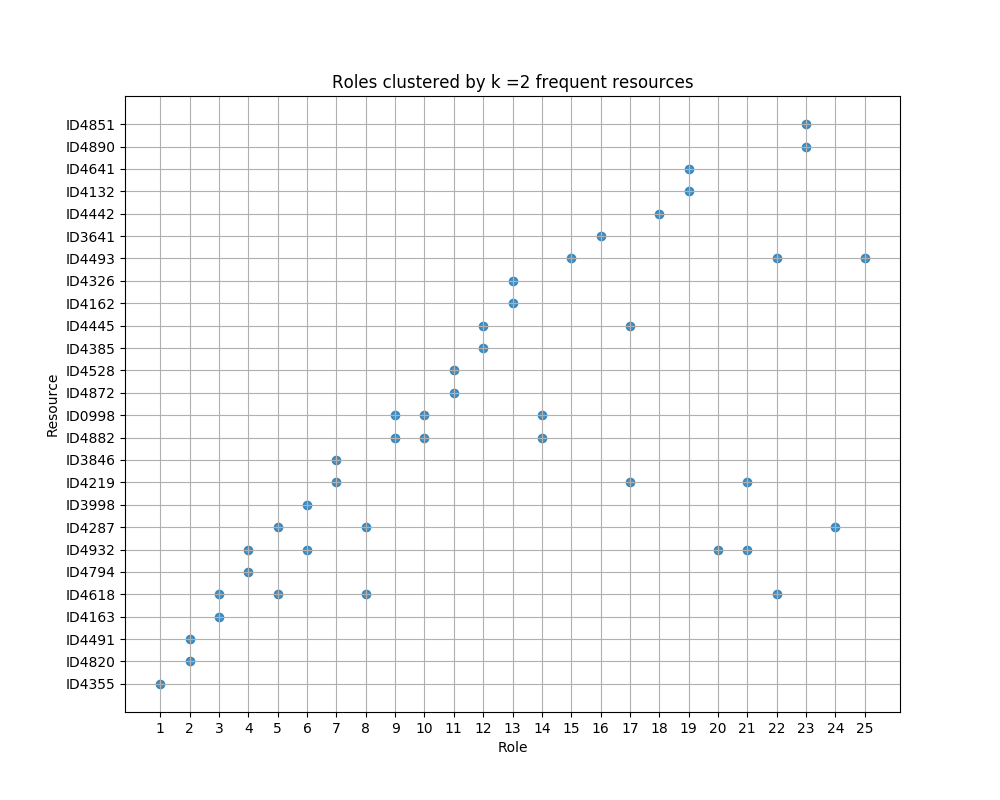 Roles clustered by k =2 frequent resources
Resource
ID4851
ID4890
ID4641
ID4132
ID4442
ID3641
ID4493
ID4326
ID4162
ID4445
ID4385
ID4528
ID4872
ID0998
ID4882
ID3846
ID4219
ID3998
ID4287
ID4932
ID4794
ID4618
ID4163
ID4491
ID4820
ID4355
1 2 3 4 5 6 7 8 9 10 11 12 13 14 15 16 17 18 19 20 21 22 23 24 25
Role